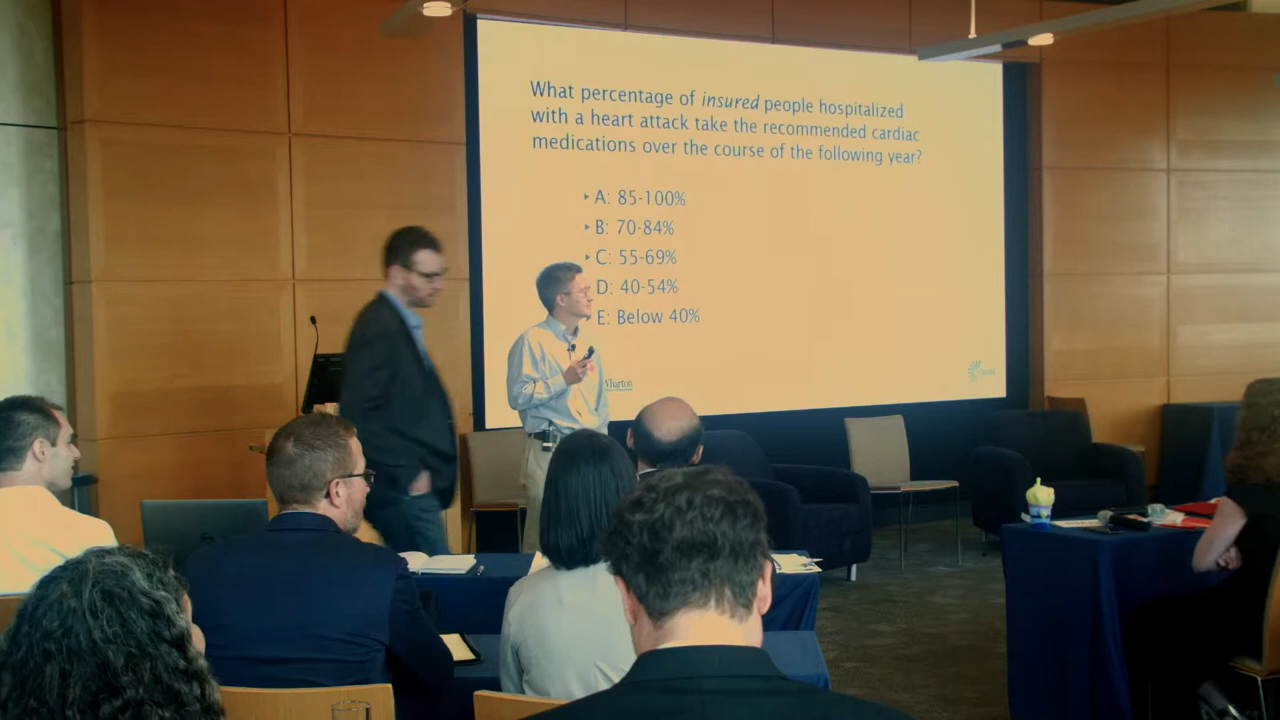 What percentage of insured people hospitalized
with a heart attack take the recommended cardiac
medications over the course of the following year?
A: 85-100%
B: 70-84%
C: 55-69%
D: 40-54%
E: Below 40%
Wharton